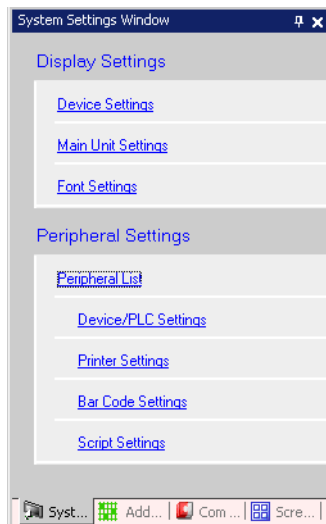 System Settings Window
Display Settings
Device Settings
Main Unit Settings
Font Settings
Peripheral Settings
Peripheral List
Device/PLC Settings
Printer Settings
Bar Code Settings
Script Settings
Syst... Add... Com ... Scre...